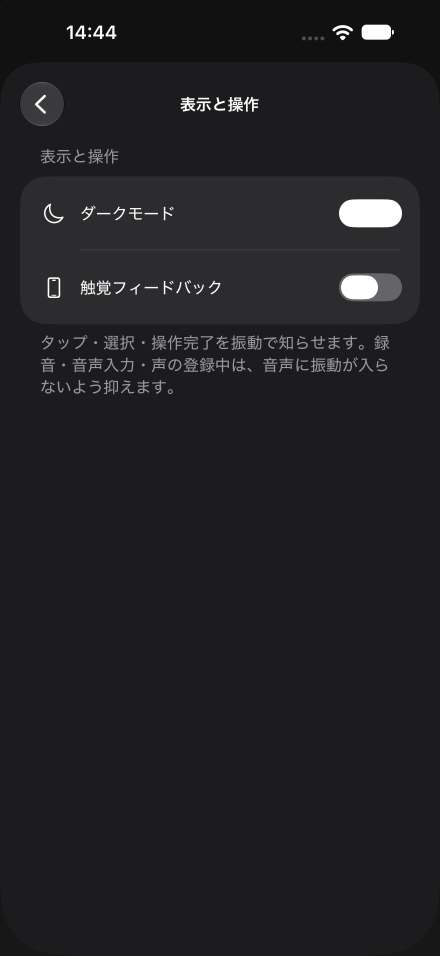 14:44
表示と操作
表示と操作
ダークモード
触覚フィードバック
タップ・選択・操作完了を振動で知らせます。録
音・音声入力・声の登録中は、音声に振動が入ら
ないよう抑えます。